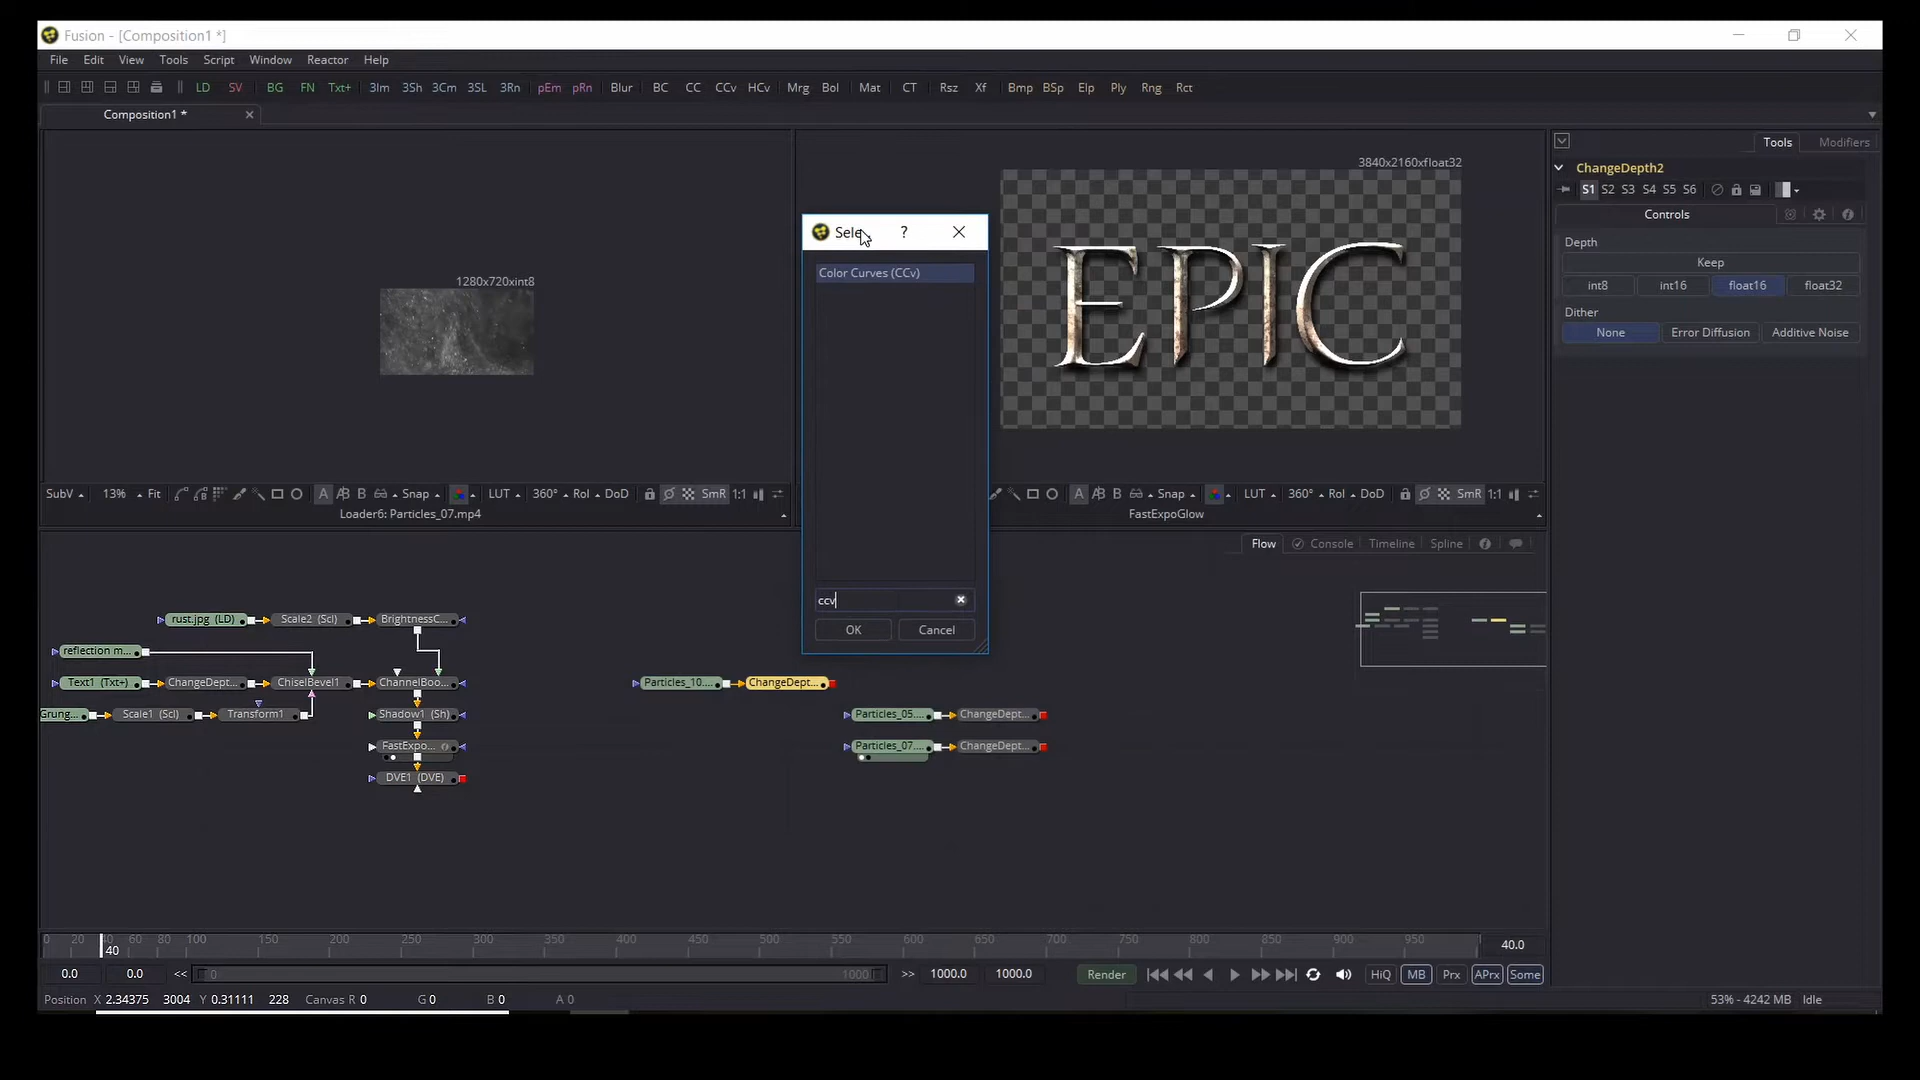 Fusion - [Composition1 *]
File Edit View Tools Script Window Reactor Help
LD SV BG FN Txt+ 3Im 3Sh 3Cm 3SL 3Rn pEm pRn Blur BC CC CCv HCv Mrg Bol Mat CT Rsz Xf Bmp BSp Elp Ply Rng Rct
Composition1 *
1280x720xint8
3840x2160xfloat32
EPIC
Sele
?
Color Curves (CCv)
ccv
OK Cancel
Tools Modifiers
ChangeDepth2
S1 S2 S3 S4 S5 S6
Controls
Depth
Keep
int8 int16 float16 float32
Dither
None Error Diffusion Additive Noise
SubV 13% Fit A B Snap LUT 360° RoI DoD SmR 1:1
A B Snap LUT 360° RoI DoD SmR 1:1
Loader6: Particles_07.mp4
FastExpoGlow
Flow Console Timeline Spline
rust.jpg (LD) Scale2 (Scl) BrightnessC...
reflection m...
Text1 (Txt+) ChangeDept... ChiselBevel1 ChannelBoo...
Particles_10.... ChangeDept...
Grung... Scale1 (Scl) Transform1 Shadow1 (Sh)
Particles_05.... ChangeDept...
FastExpo...
Particles_07.... ChangeDept...
DVE1 (DVE)
0 20 40 60 80 100 150 200 250 300 350 400 450 500 550 600 650 700 750 800 850 900 950
40
40.0
0.0 0.0 << 0 1000 >> 1000.0 1000.0 Render HiQ MB Prx APrx Some
Position X 2.34375 3004 Y 0.31111 228 Canvas R 0 G 0 B 0 A 0
53% - 4242 MB Idle